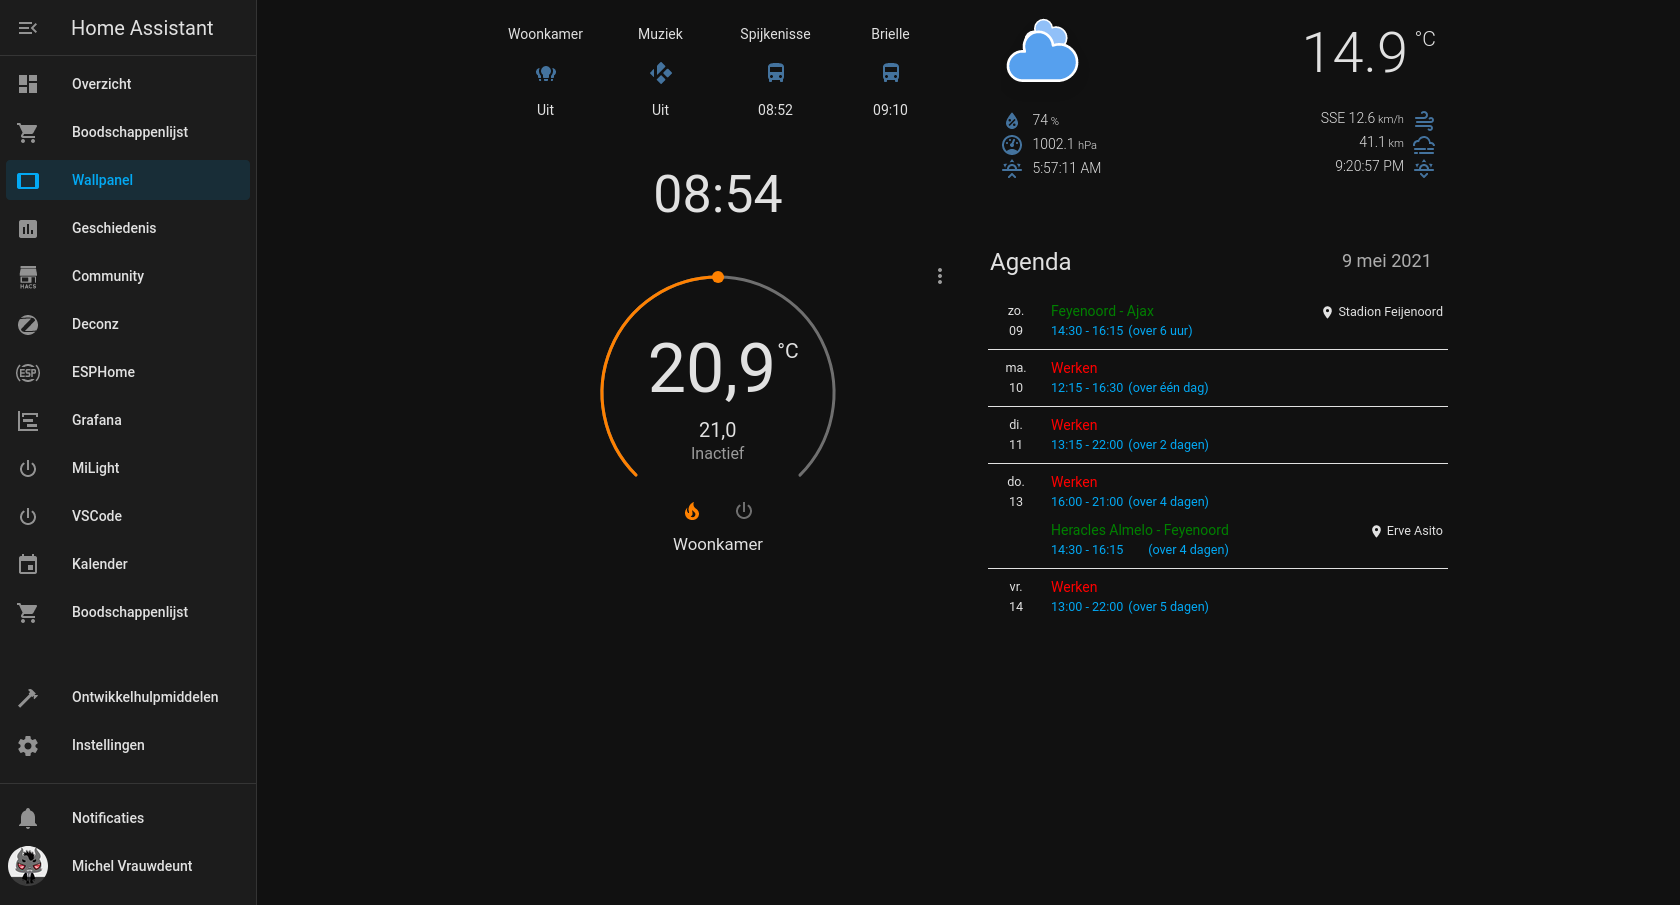 Home Assistant
Overzicht
Boodschappenlijst
Wallpanel
Geschiedenis
HACS
Community
Deconz
ESP
ESPHome
Grafana
MiLight
VSCode
Kalender
Boodschappenlijst
Ontwikkelhulpmiddelen
Instellingen
Notificaties
Michel Vrauwdeunt
Woonkamer Muziek Spijkenisse Brielle
Uit Uit 08:52 09:10
08:54
20,9 °C
21,0
Inactief
Woonkamer
14.9 °C
74 % SSE 12.6 km/h
1002.1 hPa 41.1 km
5:57:11 AM 9:20:57 PM
Agenda 9 mei 2021
zo. Feyenoord - Ajax Stadion Feijenoord
09 14:30 - 16:15 (over 6 uur)
ma. Werken
10 12:15 - 16:30 (over één dag)
di. Werken
11 13:15 - 22:00 (over 2 dagen)
do. Werken
13 16:00 - 21:00 (over 4 dagen)
Heracles Almelo - Feyenoord Erve Asito
14:30 - 16:15 (over 4 dagen)
vr. Werken
14 13:00 - 22:00 (over 5 dagen)